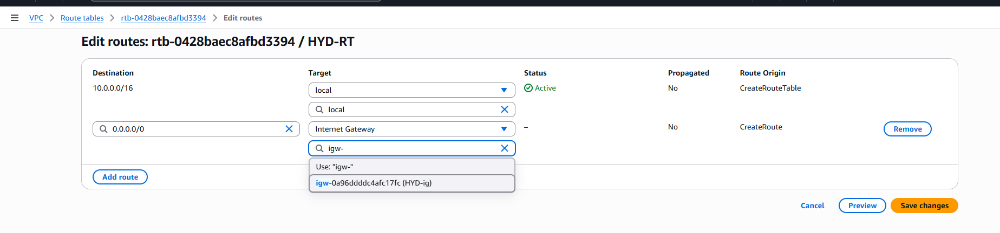 VPC > Route tables > rtb-0428baec8afbd3394 > Edit routes
Edit routes: rtb-0428baec8afbd3394 / HYD-RT
Destination Target Status Propagated Route Origin
10.0.0.0/16 local Active No CreateRouteTable
local
0.0.0.0/0 Internet Gateway – No CreateRoute Remove
igw-
Use: "igw-"
Add route
igw-0a96ddddc4afc17fc (HYD-ig)
Cancel Preview Save changes